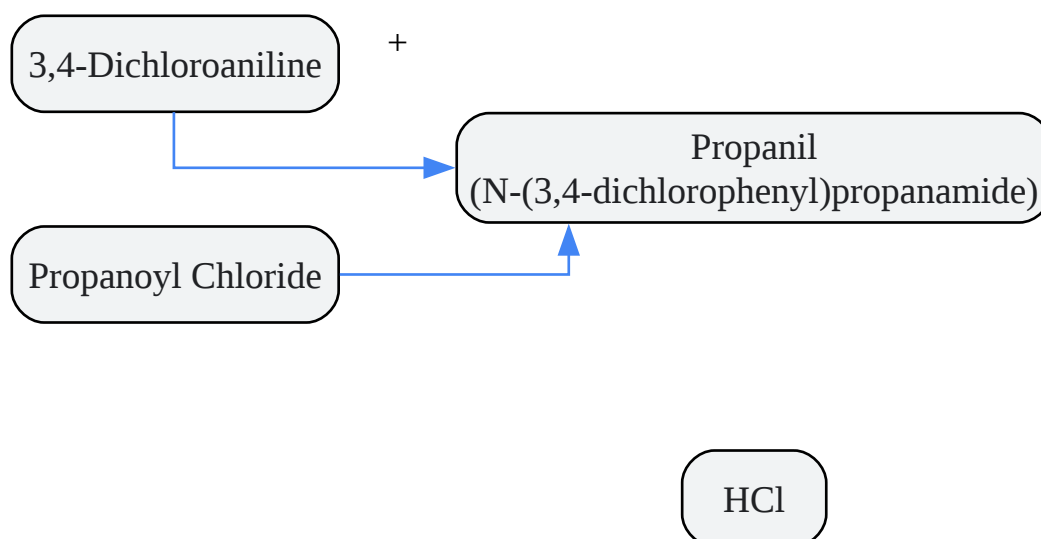 3,4-Dichloroaniline
+
Propanil
(N-(3,4-dichlorophenyl)propanamide)
Propanoyl Chloride
HCl